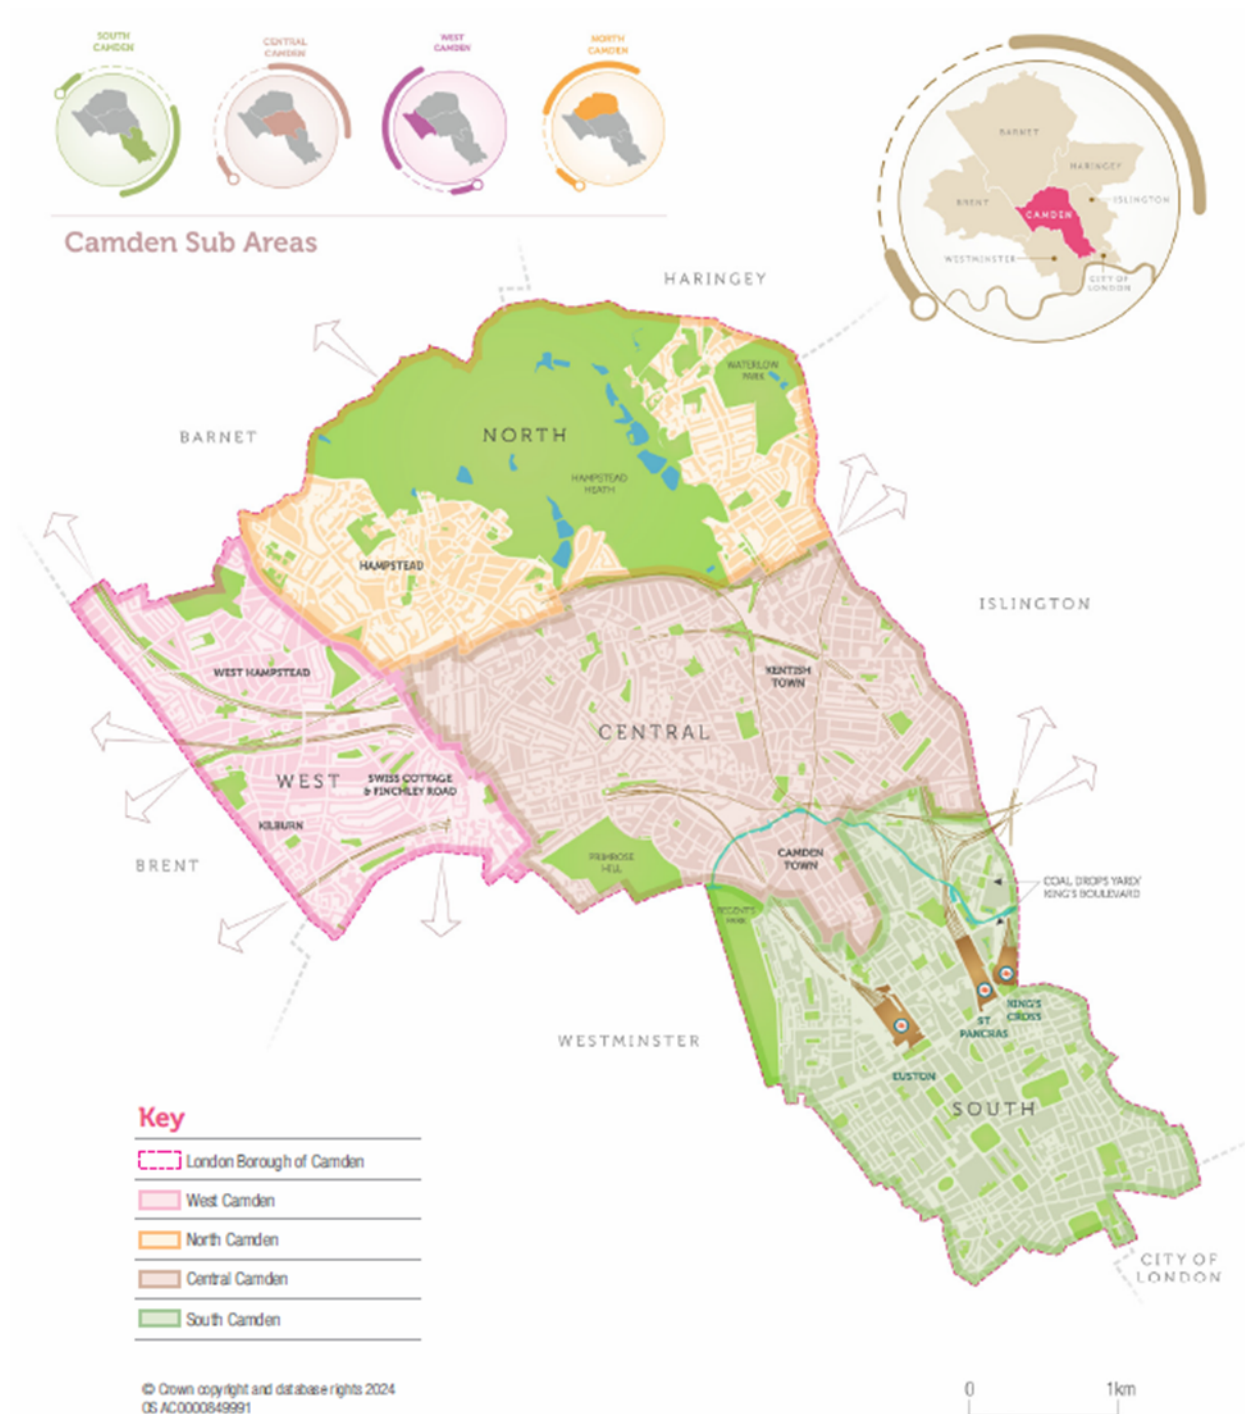 SOUTH
CAMDEN
CENTRAL
CAMDEN
WEST
CAMDEN
NORTH
CAMDEN
BARNET
HARINGEY
BRENT
CAMDEN
ISLINGTON
WESTMINSTER
CITY OF
LONDON
Camden Sub Areas
HARINGEY
WATERLOW
PARK
BARNET
NORTH
HAMPSTEAD
HEATH
HAMPSTEAD
ISLINGTON
WEST HAMPSTEAD
KENTISH
TOWN
CENTRAL
WEST
SWISS COTTAGE
& FINCHLEY ROAD
KILBURN
BRENT
PRIMROSE
HILL
CAMDEN
TOWN
COAL DROPS YARD/
KING'S BOULEVARD
REGENT'S
PARK
KING'S
CROSS
ST
PANCRAS
WESTMINSTER
EUSTON
SOUTH
Key
London Borough of Camden
West Camden
North Camden
Central Camden
South Camden
CITY OF
LONDON
© Crown copyright and database rights 2024
OS AC0000849991
0 1km